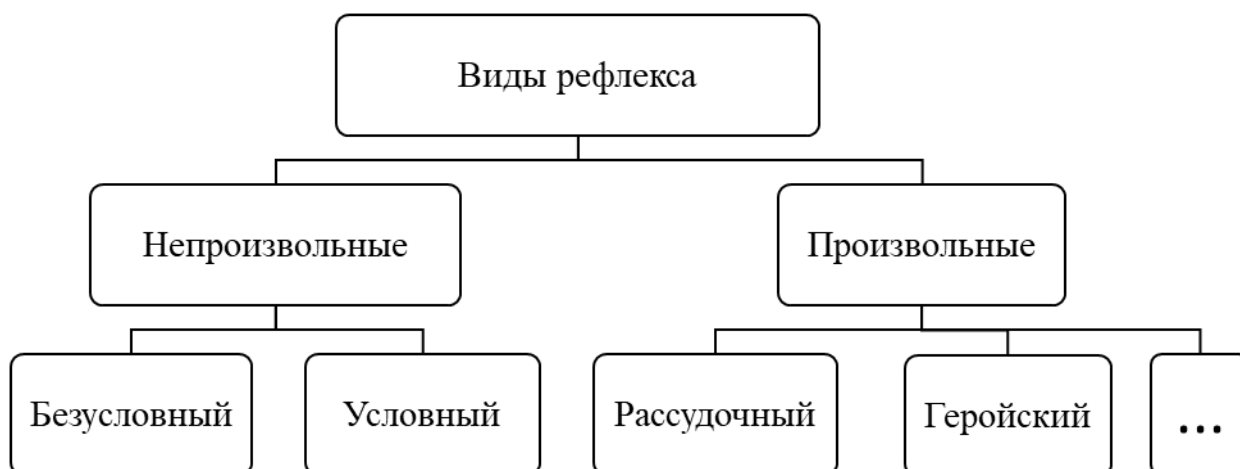 Виды рефлекса
Непроизвольные
Произвольные
Безусловный
Условный
Рассудочный
Геройский
...